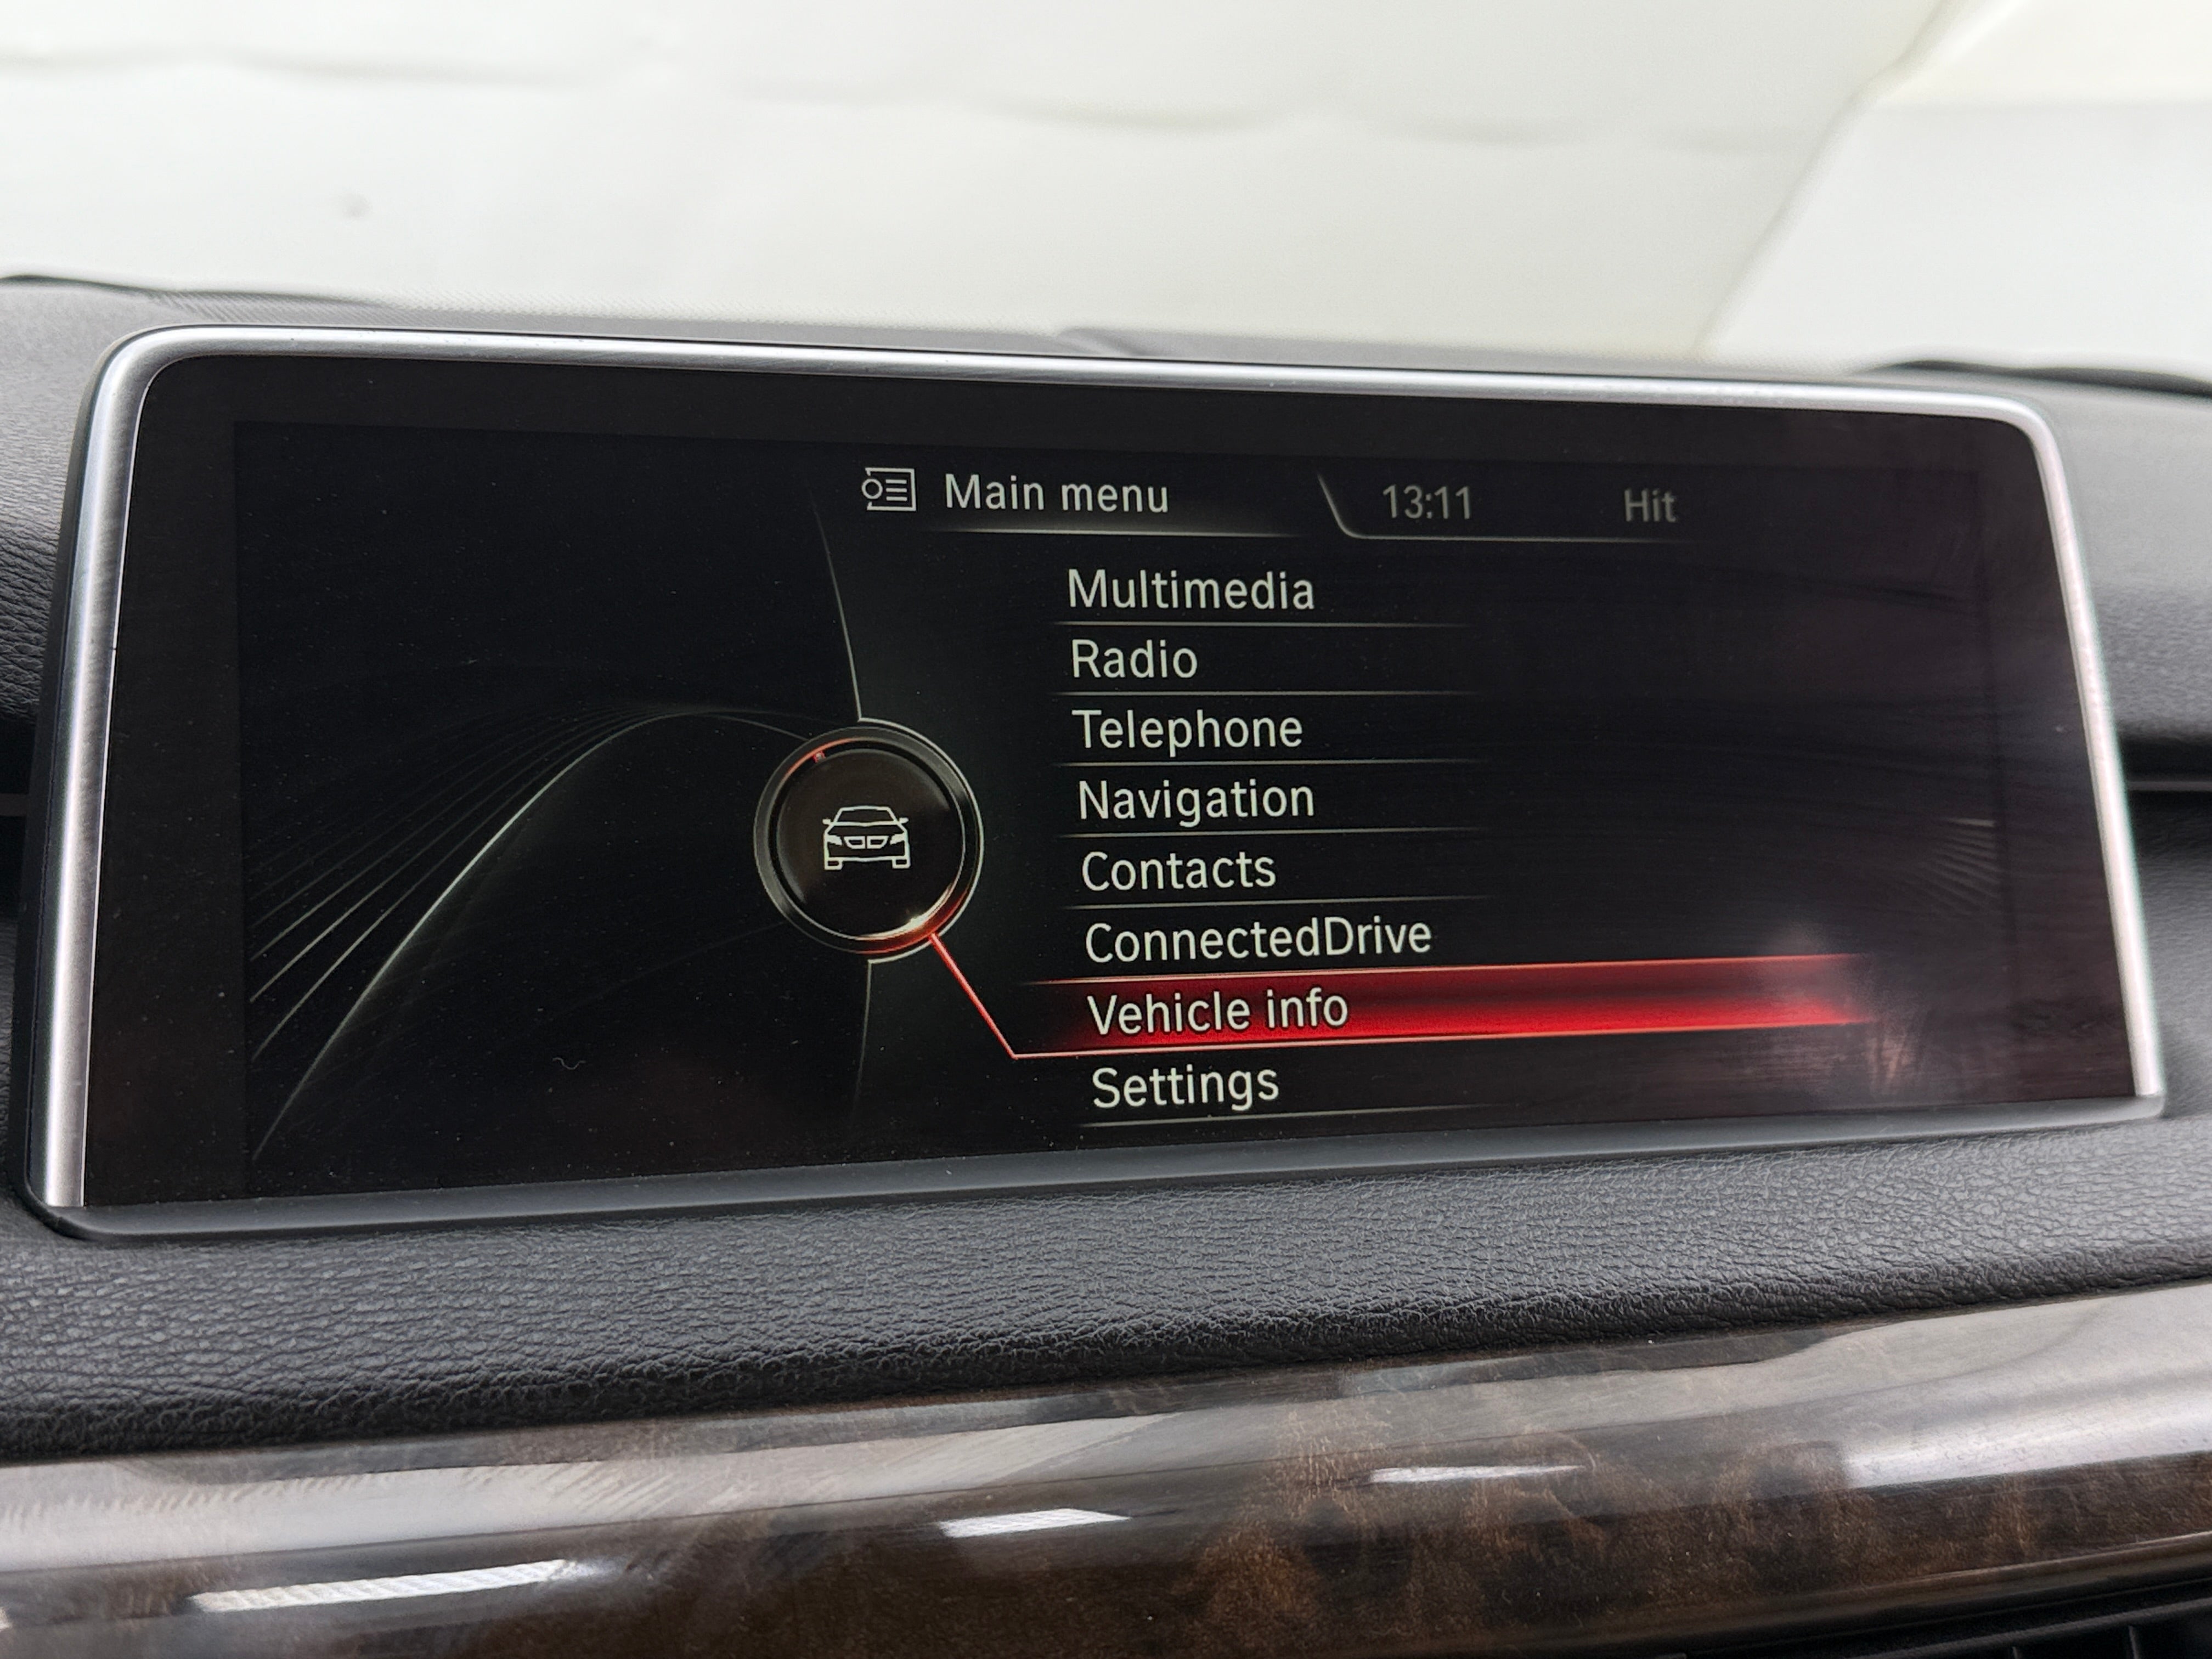 Main menu
13:11
Hit
Multimedia
Radio
Telephone
Navigation
Contacts
ConnectedDrive
Vehicle info
Settings